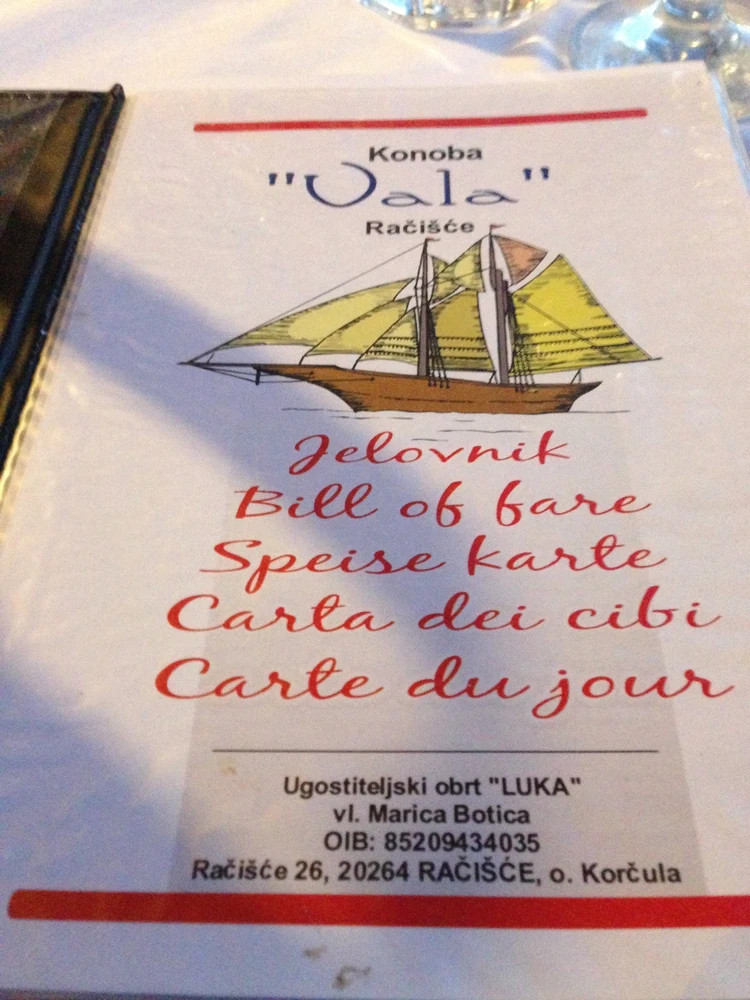 Konoba
"Vala"
Račišće
Jelovnik
Bill of fare
Speise karte
Carta dei cibi
Carte du jour
Ugostiteljski obrt "LUKA"
vl. Marica Botica
OIB: 85209434035
Račišće 26, 20264 RAČIŠĆE, o. Korčula